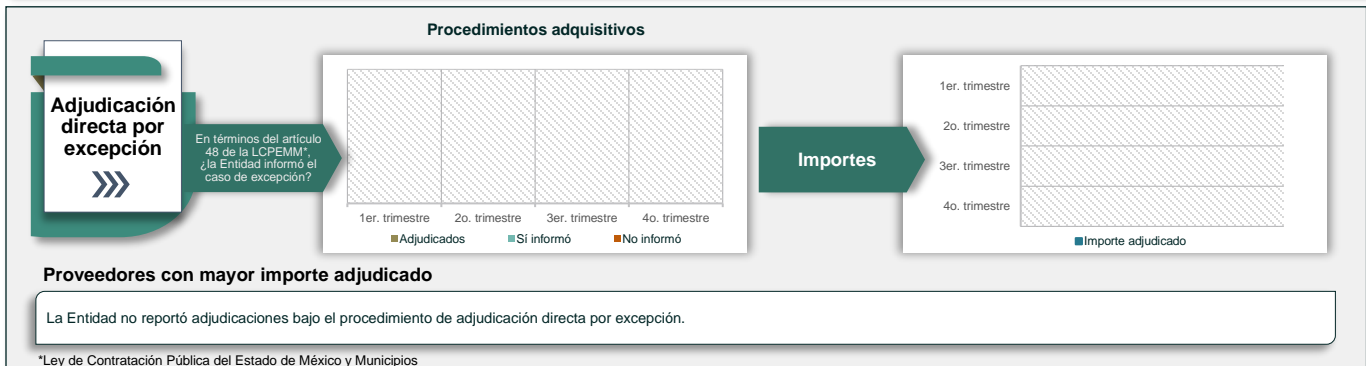 Procedimientos adquisitivos
Adjudicación
directa por
excepción
En términos del artículo
48 de la LCPEMM*,
¿la Entidad informó el
caso de excepción?
1er. trimestre 2o. trimestre 3er. trimestre 4o. trimestre
Adjudicados Sí informó No informó
Importes
1er. trimestre
2o. trimestre
3er. trimestre
4o. trimestre
Importe adjudicado
Proveedores con mayor importe adjudicado
La Entidad no reportó adjudicaciones bajo el procedimiento de adjudicación directa por excepción.
*Ley de Contratación Pública del Estado de México y Municipios